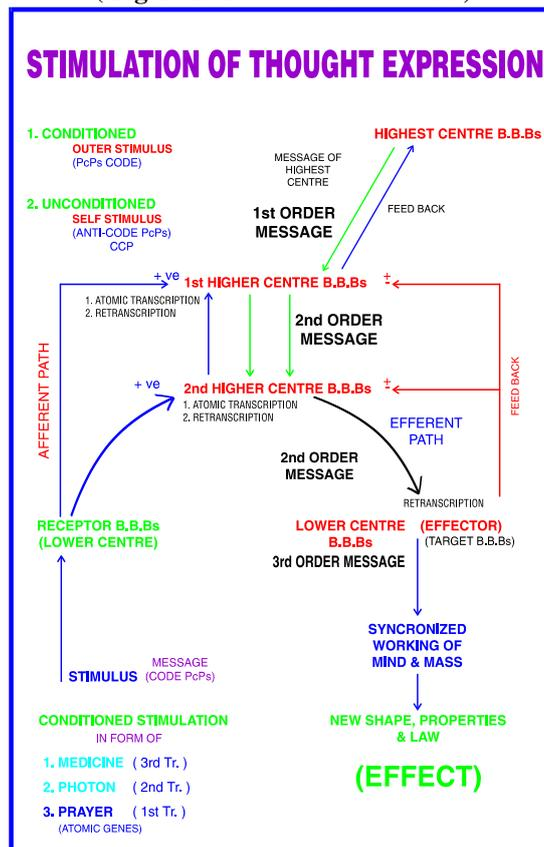 STIMULATION OF THOUGHT EXPRESSION
1. CONDITIONED
OUTER STIMULUS
(PcPs CODE)
2. UNCONDITIONED
SELF STIMULUS
(ANTI-CODE PcPs)
CCP
HIGHEST CENTRE B.B.Bs
MESSAGE OF
HIGHEST
CENTRE
1st ORDER
MESSAGE
FEED BACK
+ ve
1st HIGHER CENTRE B.B.Bs
+
-
1. ATOMIC TRANSCRIPTION
2. RETRANSCRIPTION
2nd ORDER
MESSAGE
AFFERENT PATH
FEED BACK
+ ve
2nd HIGHER CENTRE B.B.Bs
+
-
1. ATOMIC TRANSCRIPTION
2. RETRANSCRIPTION
EFFERENT
PATH
2nd ORDER
MESSAGE
RETRANSCRIPTION
RECEPTOR B.B.Bs
(LOWER CENTRE)
LOWER CENTRE (EFFECTOR)
B.B.Bs (TARGET B.B.Bs)
3rd ORDER MESSAGE
STIMULUS
MESSAGE
(CODE PcPs)
SYNCRONIZED
WORKING OF
MIND & MASS
CONDITIONED STIMULATION
IN FORM OF
1. MEDICINE ( 3rd Tr. )
2. PHOTON ( 2nd Tr. )
3. PRAYER ( 1st Tr. )
(ATOMIC GENES)
NEW SHAPE, PROPERTIES
& LAW
(EFFECT)